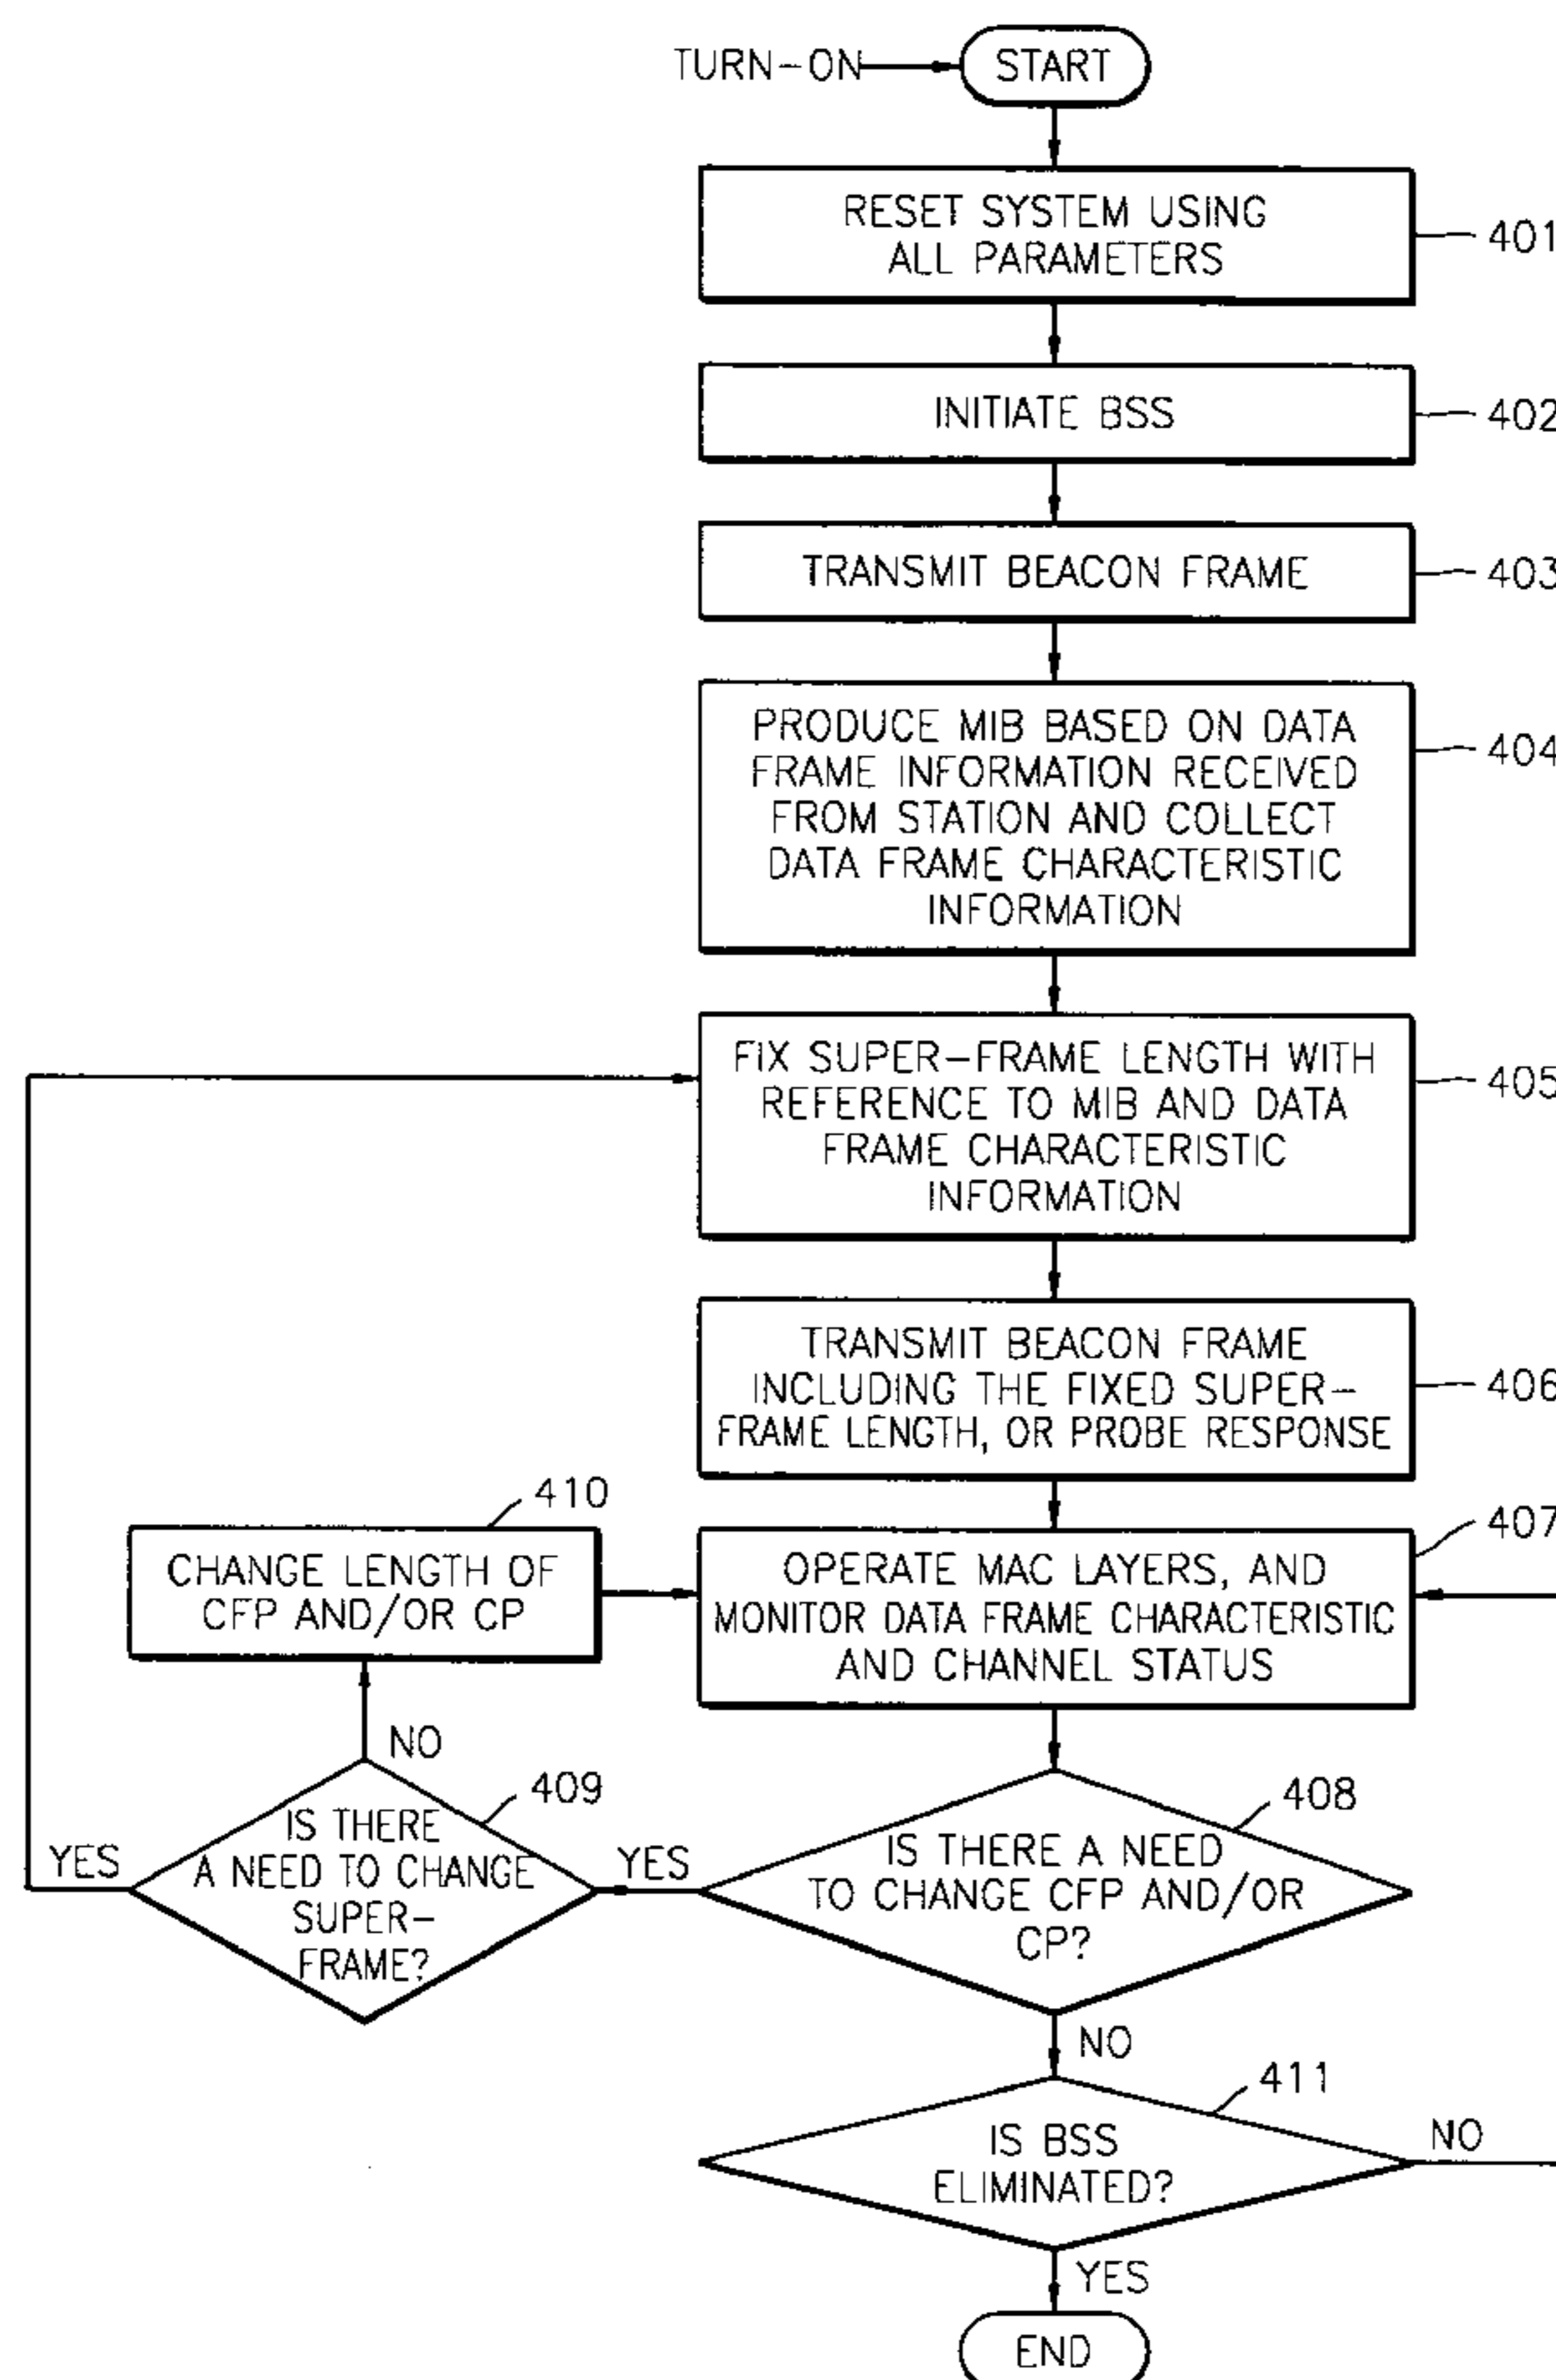 TURN-ON
START
RESET SYSTEM USING
ALL PARAMETERS
401
INITIATE BSS
402
TRANSMIT BEACON FRAME
403
PRODUCE MIB BASED ON DATA
FRAME INFORMATION RECEIVED
FROM STATION AND COLLECT
DATA FRAME CHARACTERISTIC
INFORMATION
404
FIX SUPER-FRAME LENGTH WITH
REFERENCE TO MIB AND DATA
FRAME CHARACTERISTIC
INFORMATION
405
TRANSMIT BEACON FRAME
INCLUDING THE FIXED SUPER-
FRAME LENGTH, OR PROBE RESPONSE
406
410
CHANGE LENGTH OF
CFP AND/OR CP
407
OPERATE MAC LAYERS, AND
MONITOR DATA FRAME CHARACTERISTIC
AND CHANNEL STATUS
NO
409
IS THERE
A NEED TO CHANGE
SUPER-
FRAME?
YES
YES
408
IS THERE A NEED
TO CHANGE CFP AND/OR
CP?
NO
411
IS BSS
ELIMINATED?
NO
YES
END